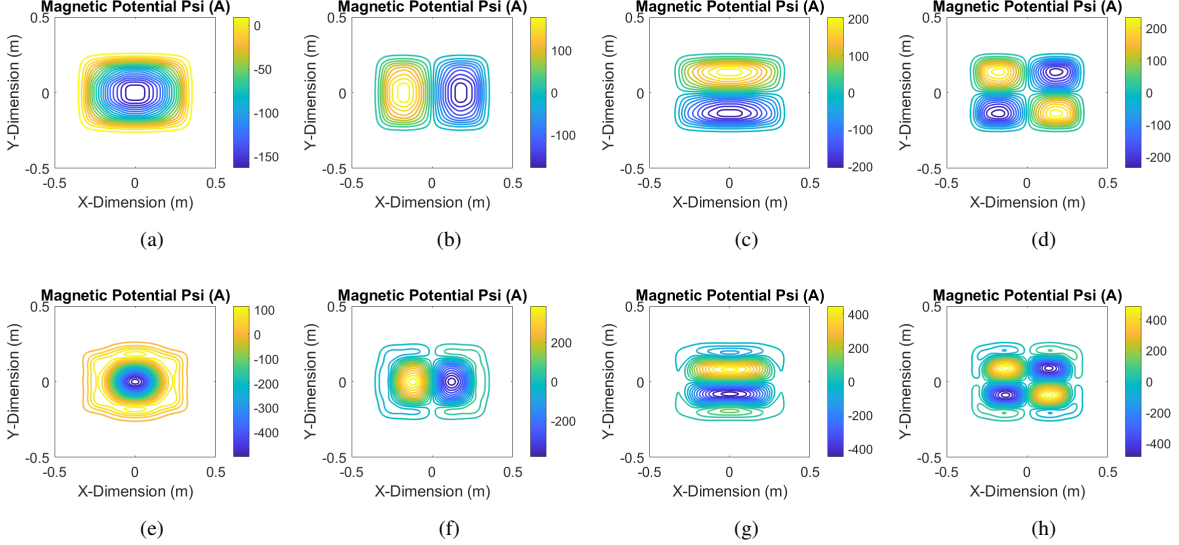 Magnetic Potential Psi (A) Magnetic Potential Psi (A) Magnetic Potential Psi (A) Magnetic Potential Psi (A)
0.5 0 0.5 0.5 200 0.5 200
100
-50 100 100
Y-Dimension (m) 0 Y-Dimension (m) 0 0 Y-Dimension (m) 0 0 Y-Dimension (m) 0 0
-100 -100 -100
-100
-150 -200 -200
-0.5 -0.5 -0.5 -0.5
-0.5 0 0.5 -0.5 0 0.5 -0.5 0 0.5 -0.5 0 0.5
X-Dimension (m) X-Dimension (m) X-Dimension (m) X-Dimension (m)
(a) (b) (c) (d)
Magnetic Potential Psi (A) Magnetic Potential Psi (A) Magnetic Potential Psi (A) Magnetic Potential Psi (A)
0.5 100 0.5 0.5 400 0.5 400
0 200
-100 200 200
Y-Dimension (m) 0 Y-Dimension (m) 0 0 Y-Dimension (m) 0 0 Y-Dimension (m) 0 0
-200
-300 -200 -200 -200
-400 -400 -400
-0.5 -0.5 -0.5 -0.5
-0.5 0 0.5 -0.5 0 0.5 -0.5 0 0.5 -0.5 0 0.5
X-Dimension (m) X-Dimension (m) X-Dimension (m) X-Dimension (m)
(e) (f) (g) (h)